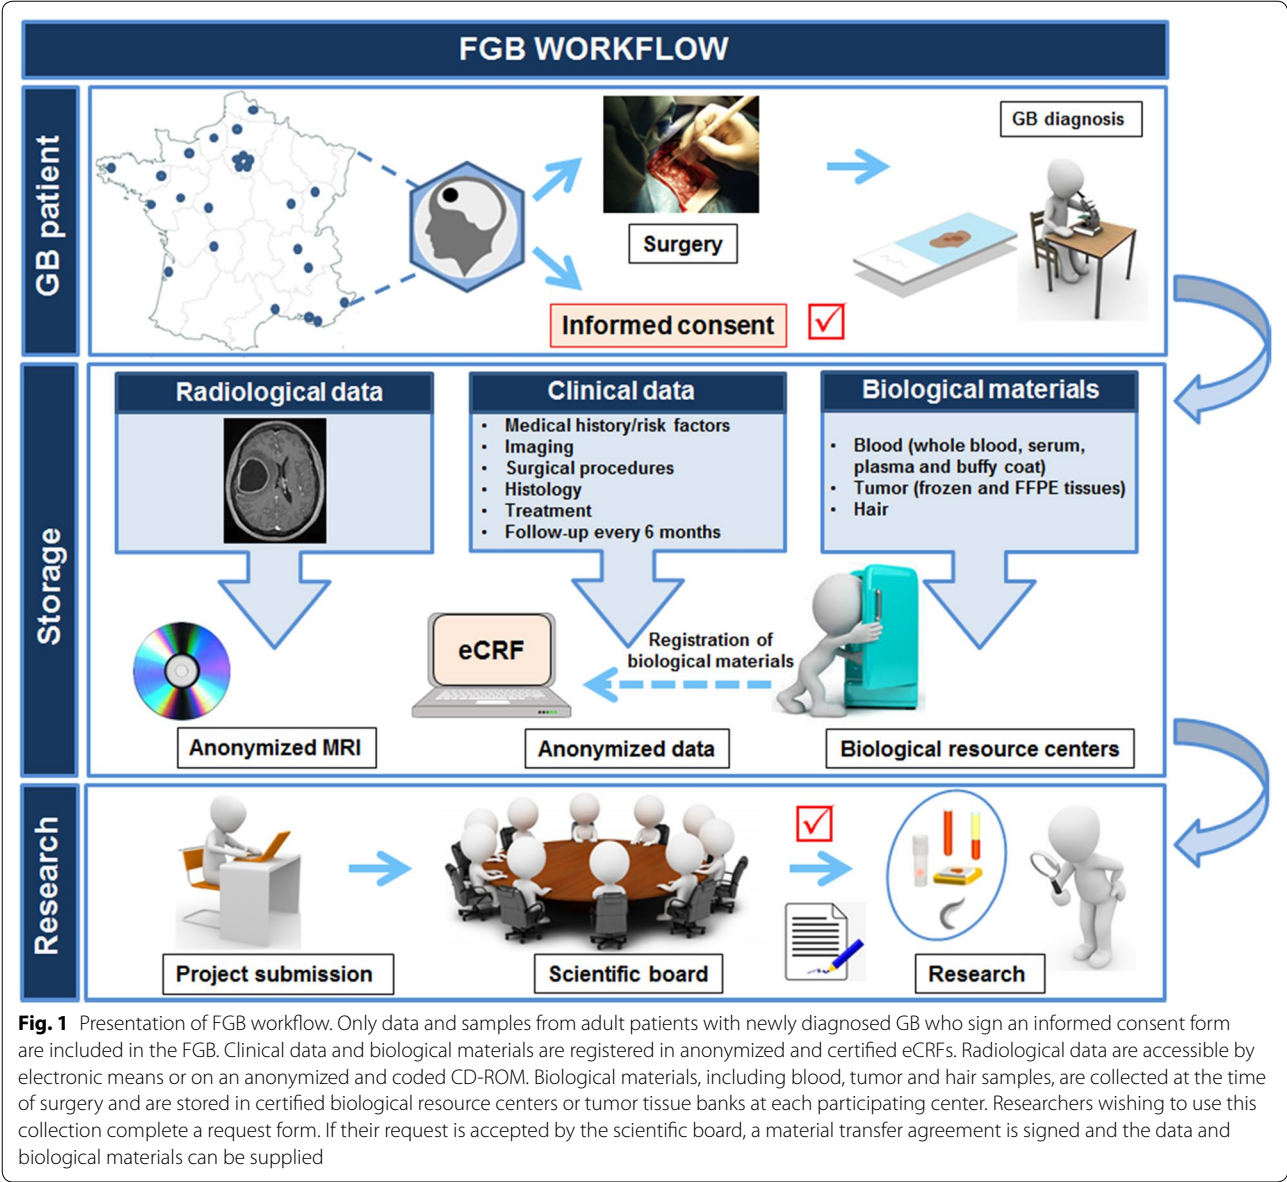 FGB WORKFLOW
GB patient
GB diagnosis
Surgery
Informed consent
Storage
Radiological data
Clinical data
• Medical history/risk factors
• Imaging
• Surgical procedures
• Histology
• Treatment
• Follow-up every 6 months
Biological materials
• Blood (whole blood, serum,
plasma and buffy coat)
• Tumor (frozen and FFPE tissues)
• Hair
eCRF
Registration of
biological materials
Anonymized MRI
Anonymized data
Biological resource centers
Research
Project submission
Scientific board
Research
Fig. 1 Presentation of FGB workflow. Only data and samples from adult patients with newly diagnosed GB who sign an informed consent form
are included in the FGB. Clinical data and biological materials are registered in anonymized and certified eCRFs. Radiological data are accessible by
electronic means or on an anonymized and coded CD-ROM. Biological materials, including blood, tumor and hair samples, are collected at the time
of surgery and are stored in certified biological resource centers or tumor tissue banks at each participating center. Researchers wishing to use this
collection complete a request form. If their request is accepted by the scientific board, a material transfer agreement is signed and the data and
biological materials can be supplied